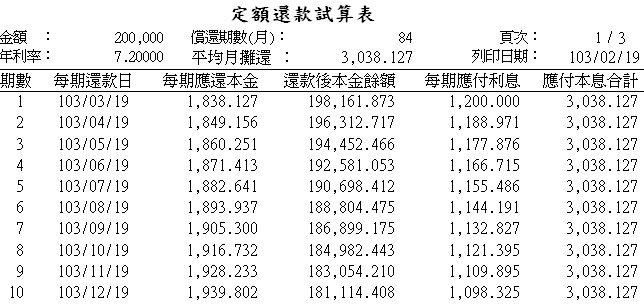 定額還款試算表
金額 : 200,000 償還期數(月): 84 頁次: 1 / 3
年利率: 7.20000 平均月攤還 : 3,038.127 列印日期: 103/02/19
期數 每期還款日 每期應還本金 還款後本金餘額 每期應付利息 應付本息合計
1 103/03/19 1,838.127 198,161.873 1,200.000 3,038.127
2 103/04/19 1,849.156 196,312.717 1,188.971 3,038.127
3 103/05/19 1,860.251 194,452.466 1,177.876 3,038.127
4 103/06/19 1,871.413 192,581.053 1,166.715 3,038.127
5 103/07/19 1,882.641 190,698.412 1,155.486 3,038.127
6 103/08/19 1,893.937 188,804.475 1,144.191 3,038.127
7 103/09/19 1,905.300 186,899.175 1,132.827 3,038.127
8 103/10/19 1,916.732 184,982.443 1,121.395 3,038.127
9 103/11/19 1,928.233 183,054.210 1,109.895 3,038.127
10 103/12/19 1,939.802 181,114.408 1,098.325 3,038.127